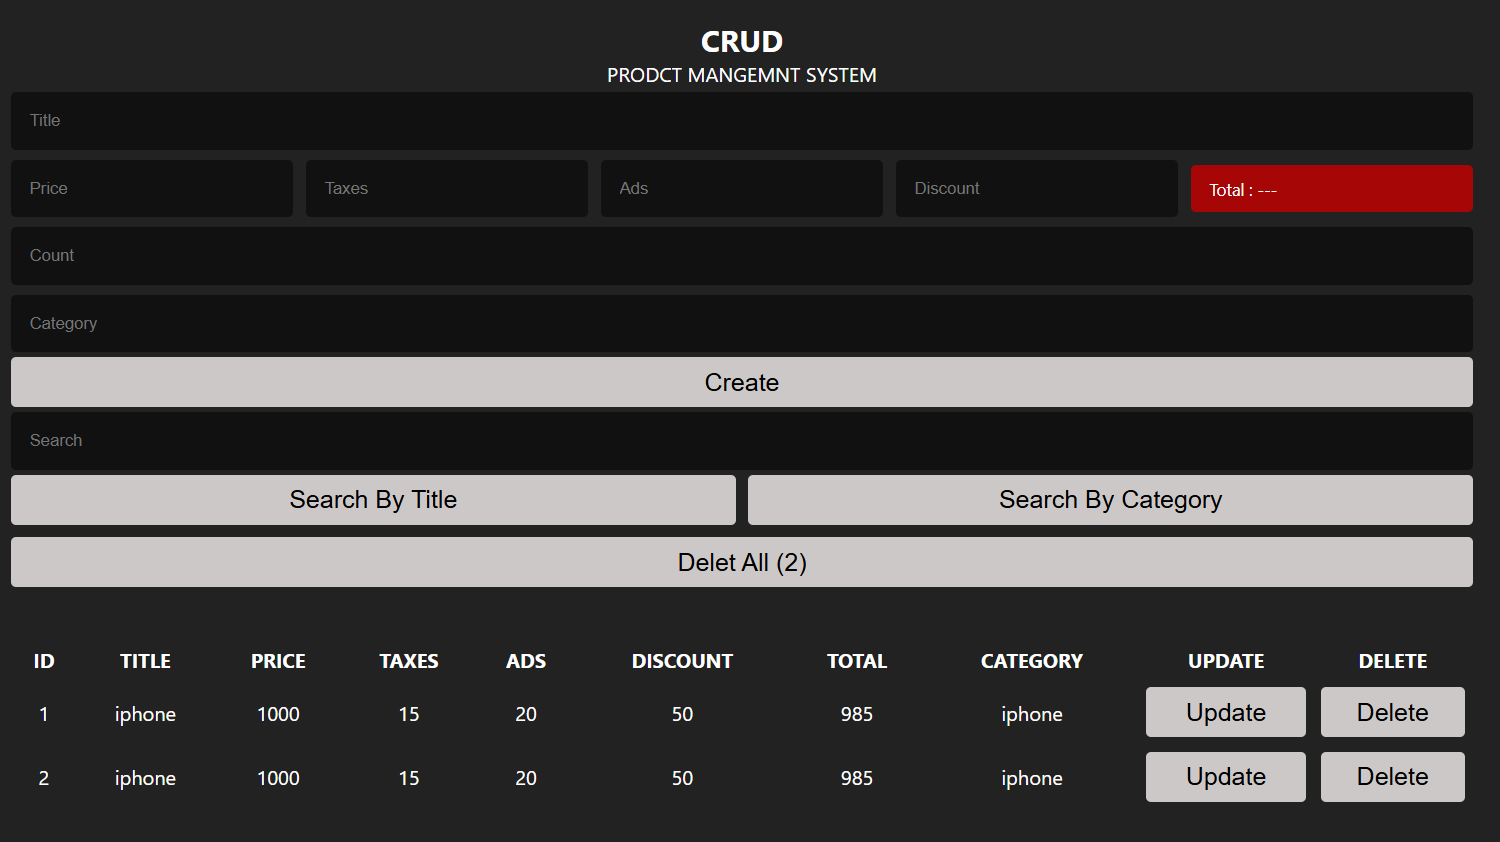 CRUD
PRODCT MANGEMNT SYSTEM
Title
Price Taxes Ads Discount Total : ---
Count
Category
Create
Search
Search By Title Search By Category
Delet All (2)
ID TITLE PRICE TAXES ADS DISCOUNT TOTAL CATEGORY UPDATE DELETE
1 iphone 1000 15 20 50 985 iphone Update Delete
2 iphone 1000 15 20 50 985 iphone Update Delete